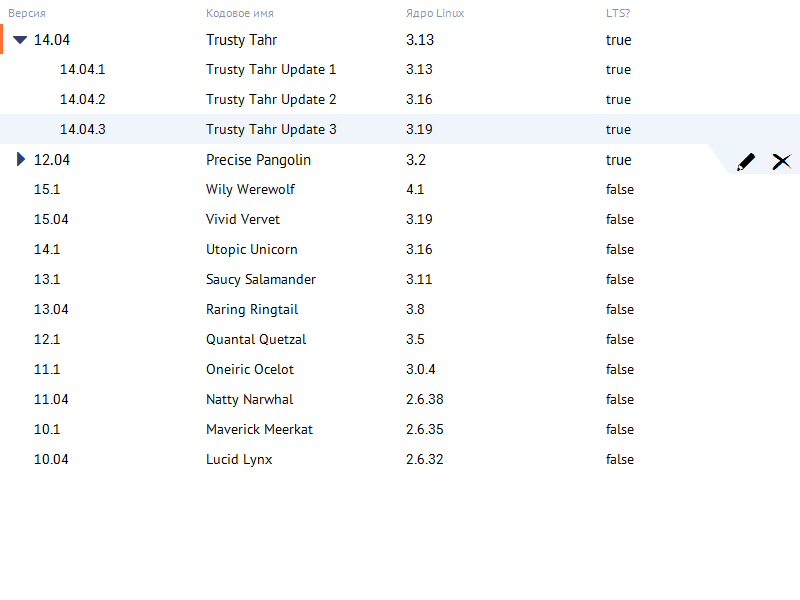 Версия Кодовое имя Ядро Linux LTS?
14.04 Trusty Tahr 3.13 true
14.04.1 Trusty Tahr Update 1 3.13 true
14.04.2 Trusty Tahr Update 2 3.16 true
14.04.3 Trusty Tahr Update 3 3.19 true
12.04 Precise Pangolin 3.2 true
15.1 Wily Werewolf 4.1 false
15.04 Vivid Vervet 3.19 false
14.1 Utopic Unicorn 3.16 false
13.1 Saucy Salamander 3.11 false
13.04 Raring Ringtail 3.8 false
12.1 Quantal Quetzal 3.5 false
11.1 Oneiric Ocelot 3.0.4 false
11.04 Natty Narwhal 2.6.38 false
10.1 Maverick Meerkat 2.6.35 false
10.04 Lucid Lynx 2.6.32 false